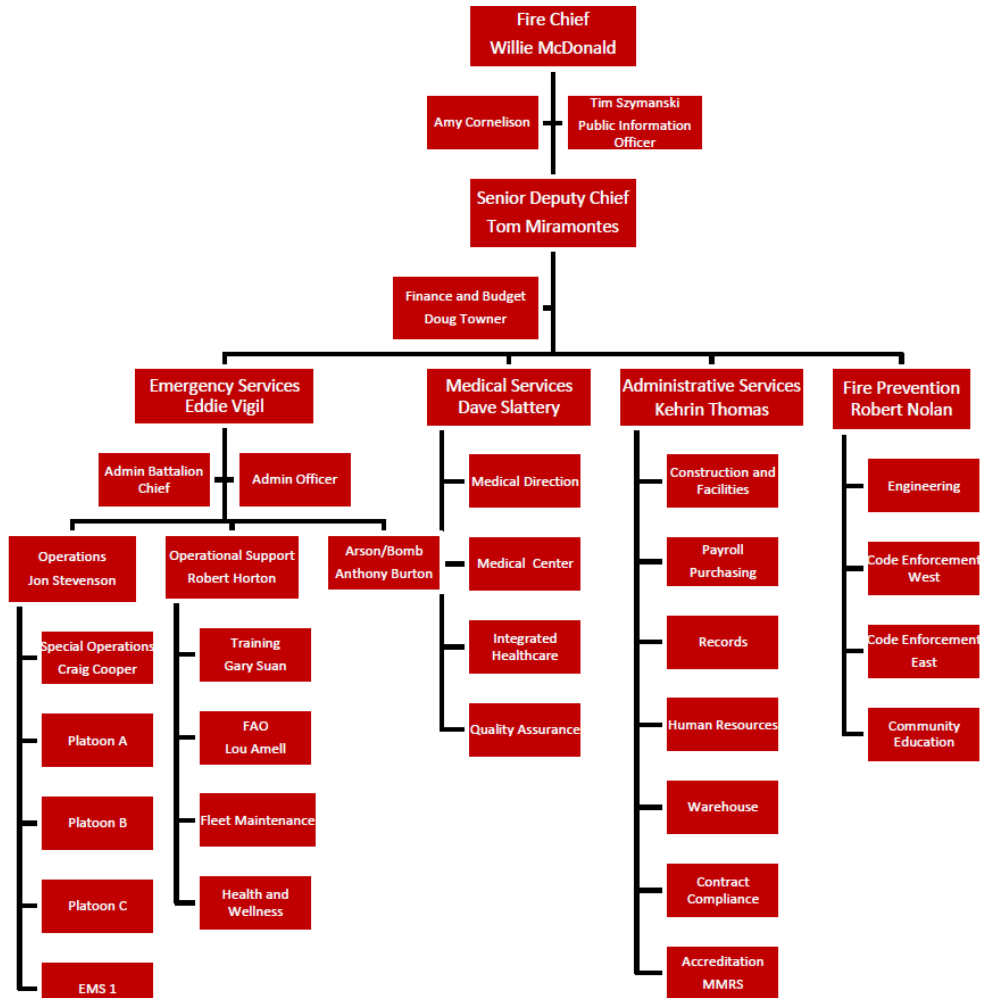 Fire Chief
Willie McDonald
Amy Cornelison
Tim Szymanski
Public Information
Officer
Senior Deputy Chief
Tom Miramontes
Finance and Budget
Doug Towner
Emergency Services
Eddie Vigil
Medical Services
Dave Slattery
Administrative Services
Kehrin Thomas
Fire Prevention
Robert Nolan
Admin Battalion
Chief
Admin Officer
Operations
Jon Stevenson
Operational Support
Robert Horton
Arson/Bomb
Anthony Burton
Special Operations
Craig Cooper
Platoon A
Platoon B
Platoon C
EMS 1
Training
Gary Suan
FAO
Lou Amell
Fleet Maintenance
Health and
Wellness
Medical Direction
Medical Center
Integrated
Healthcare
Quality Assurance
Construction and
Facilities
Payroll
Purchasing
Records
Human Resources
Warehouse
Contract
Compliance
Accreditation
MMRS
Engineering
Code Enforcement
West
Code Enforcement
East
Community
Education